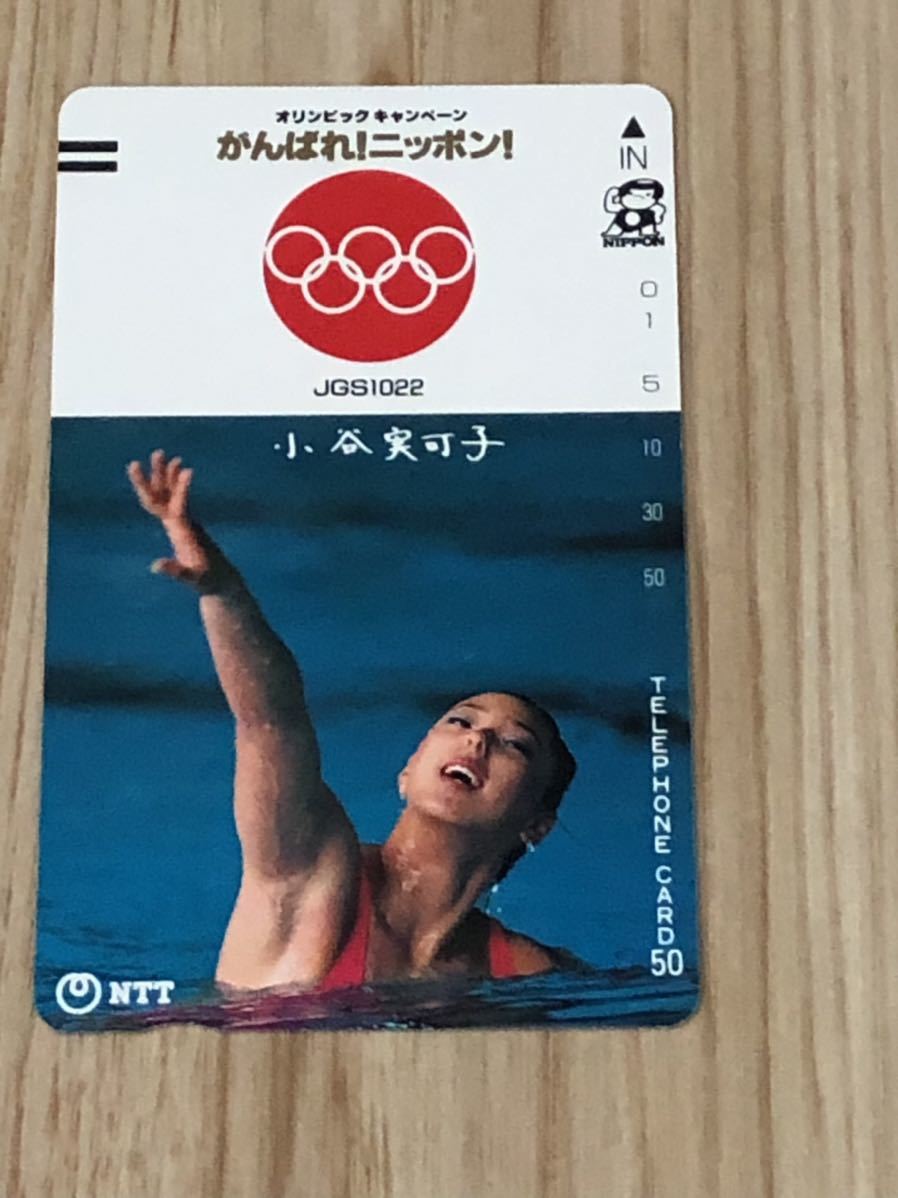 オリンピック キャンペーン
がんばれ!ニッポン!
JGS1022
▲
IN
NIPPON
0
1
5
10
30
50
小谷実可子
TELEPHONE CARD
50
NTT